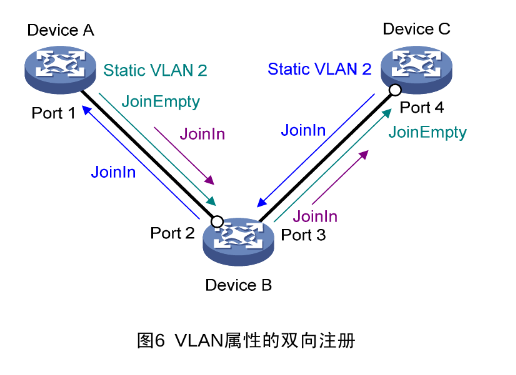 Device A
Device C
Static VLAN 2
Static VLAN 2
JoinEmpty
Port 1
Port 4
JoinIn
JoinIn
JoinEmpty
JoinIn
JoinIn
Port 2
Port 3
Device B
图6 VLAN属性的双向注册